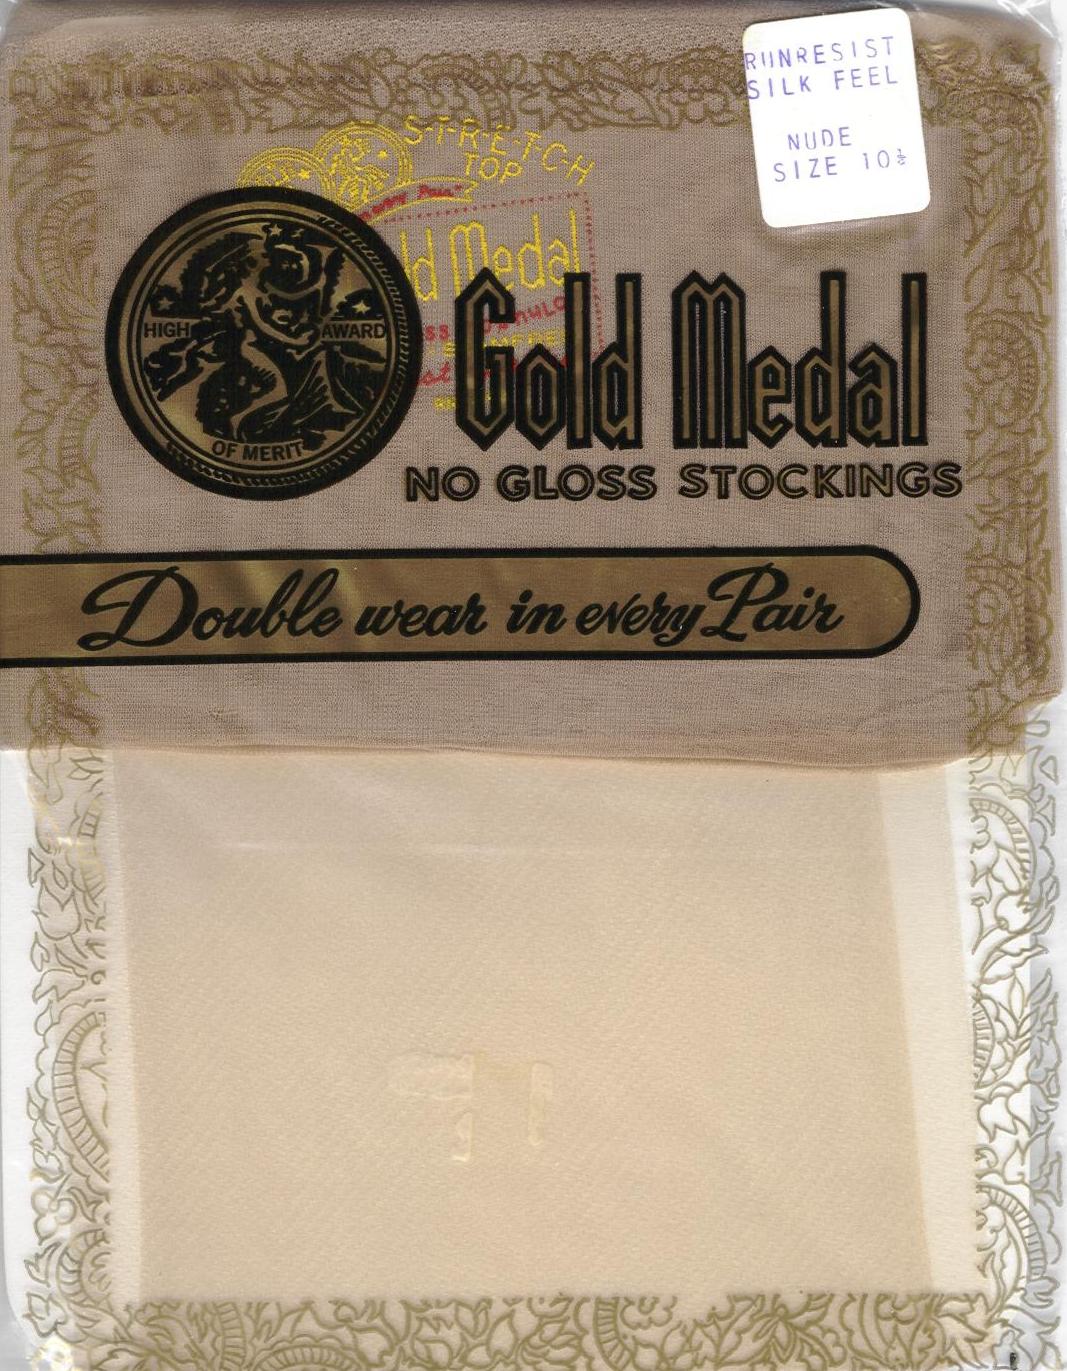 RUNRESIST
SILK FEEL
NUDE
SIZE 10½
S-T-R-E-T-C-H
TOP
Medal
HIGH AWARD
OF MERIT
Gold Medal
NO GLOSS STOCKINGS
Double wear in every Pair